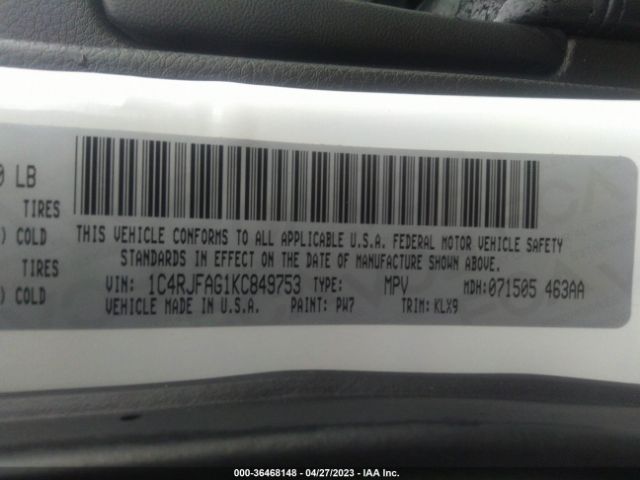 0 LB
TIRES
) COLD
TIRES
) COLD
THIS VEHICLE CONFORMS TO ALL APPLICABLE U.S.A. FEDERAL MOTOR VEHICLE SAFETY
STANDARDS IN EFFECT ON THE DATE OF MANUFACTURE SHOWN ABOVE.
VIN: 1C4RJFAG1KC849753 TYPE: MPV MDH: 071505 463AA
VEHICLE MADE IN U.S.A. PAINT: PW7 TRIM: KLX9
000-36468148 - 04/27/2023 - IAA Inc.